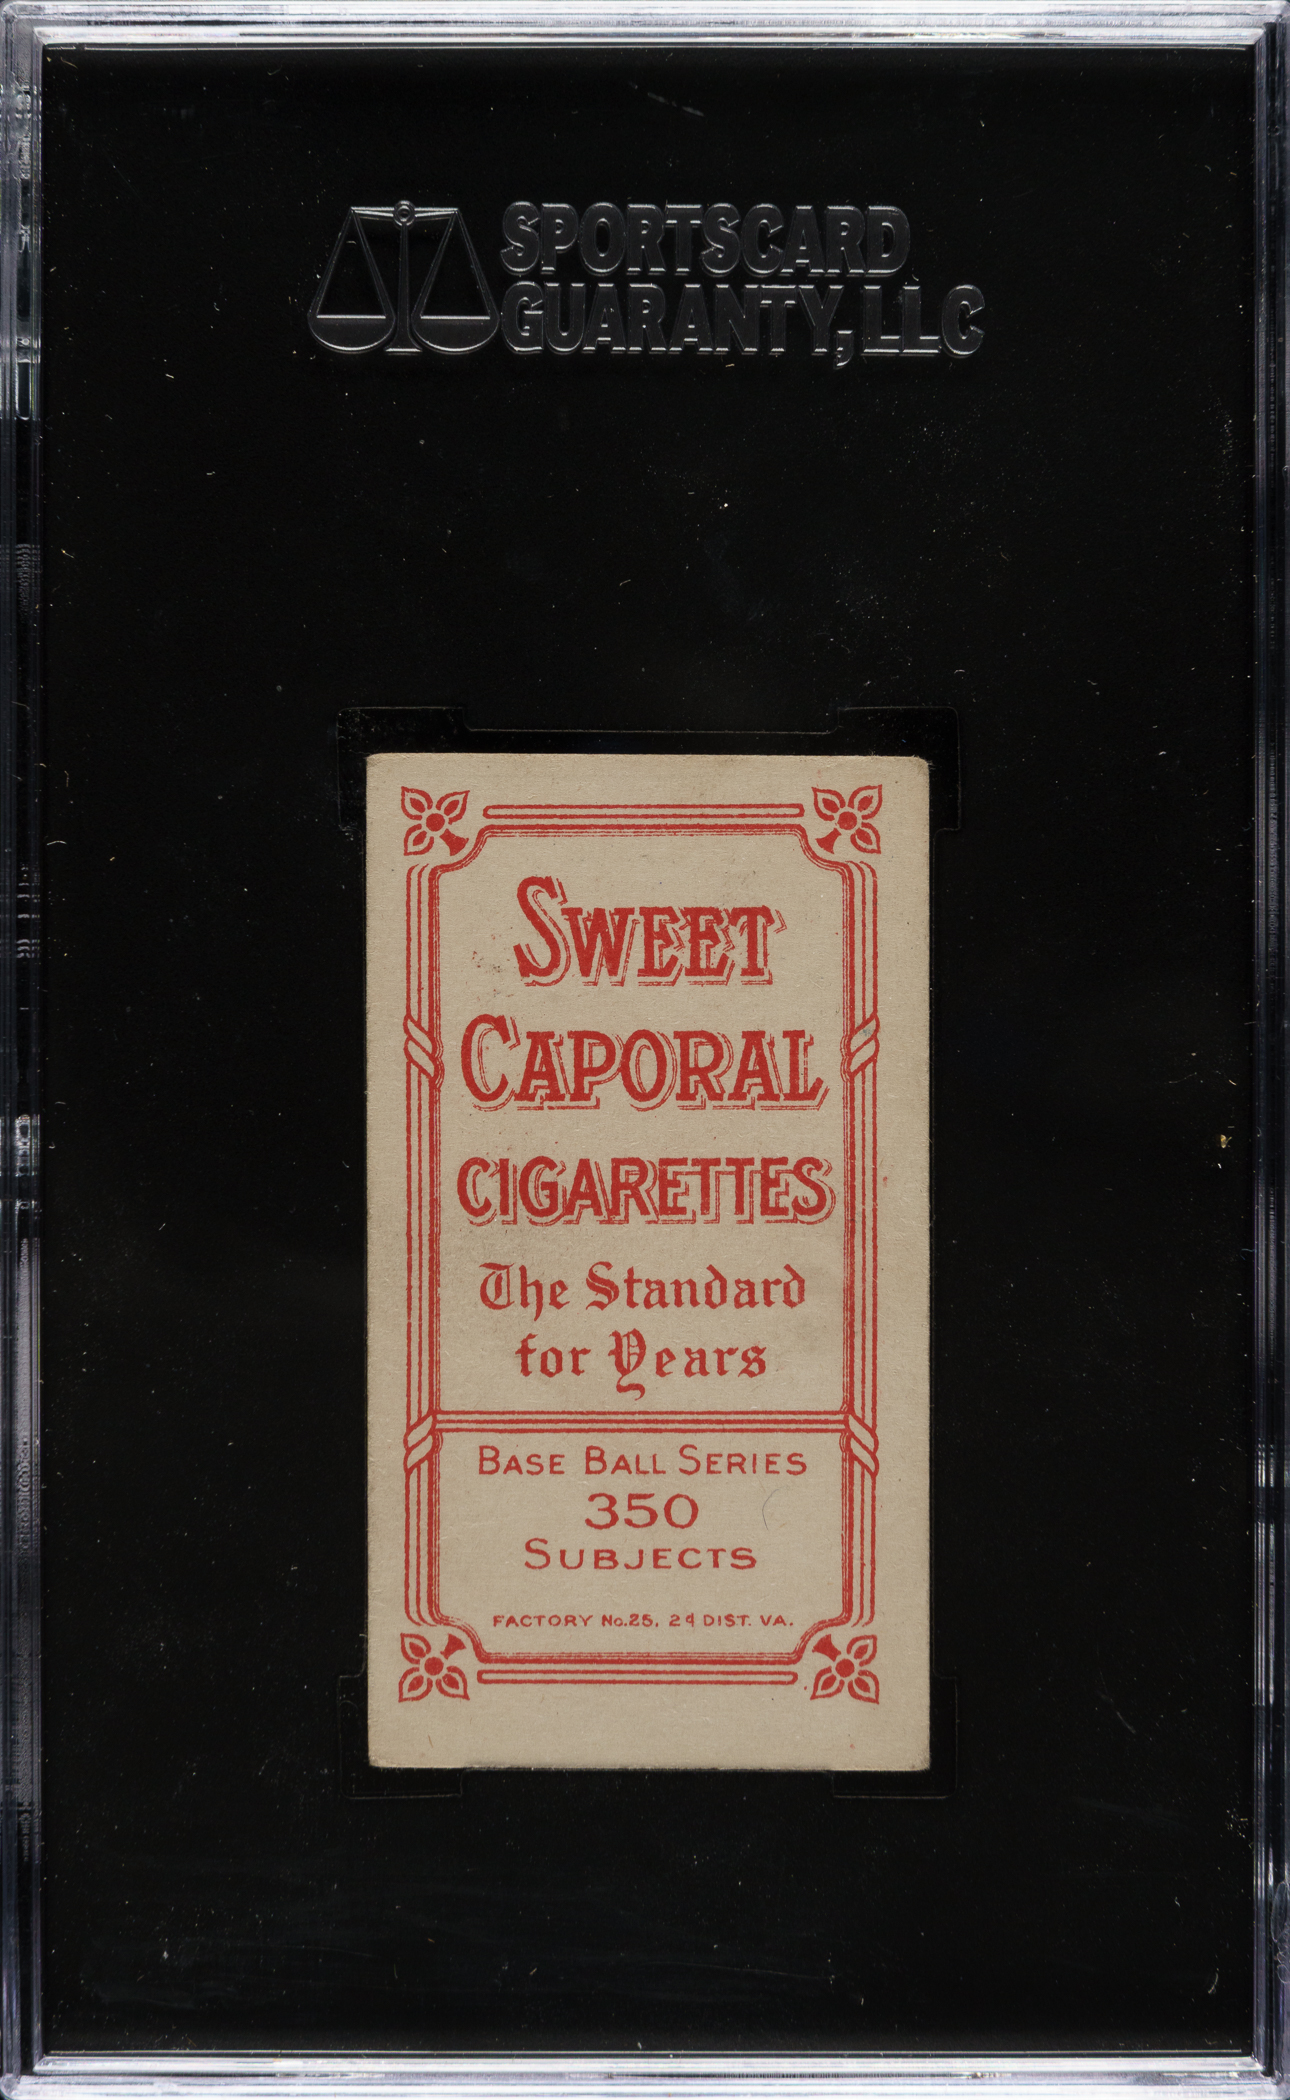 SPORTSCARD
GUARANTY, LLC
SWEET
CAPORAL
CIGARETTES
The Standard
for Years
BASE BALL SERIES
350
SUBJECTS
FACTORY No. 25, 2d DIST. VA.